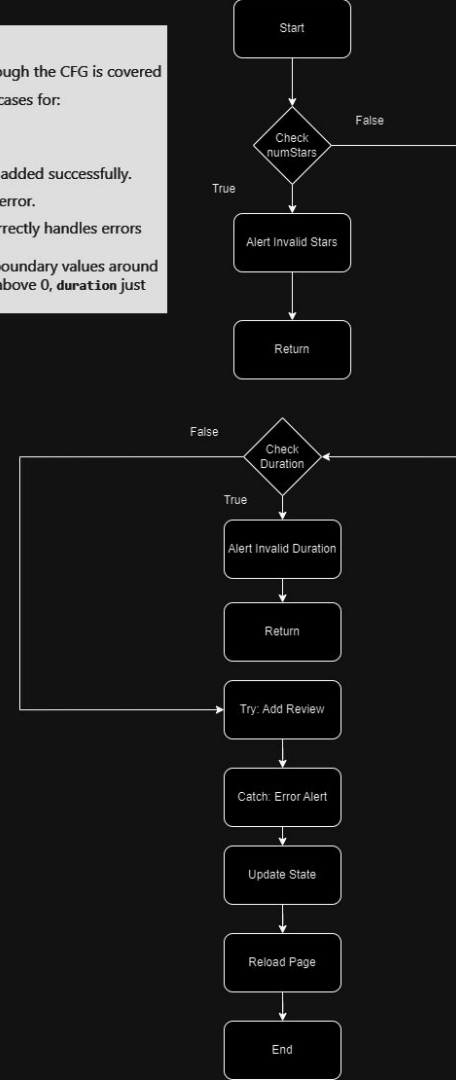 ough the CFG is covered
cases for:
added successfully.
error.
rrectly handles errors
boundary values around
above 0, duration just
Start
Check
numStars
False
True
Alert Invalid Stars
Return
False
Check
Duration
True
Alert Invalid Duration
Return
Try: Add Review
Catch: Error Alert
Update State
Reload Page
End